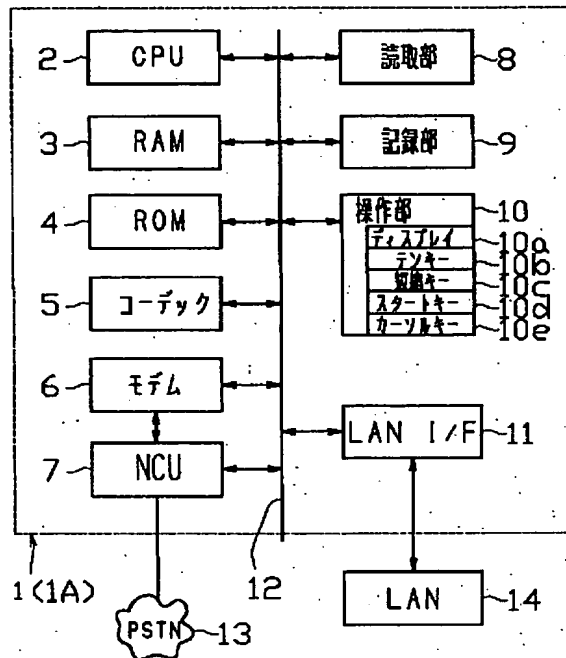 2 CPU 読取部 8
3 RAM 記録部 9
4 ROM 操作部 10
ディスプレイ 10a
テンキー 10b
短縮キー 10c
スタートキー 10d
カーソルキー 10e
5 コーデック
6 モデム
7 NCU LAN I/F 11
1(1A) 12
PSTN 13 LAN 14